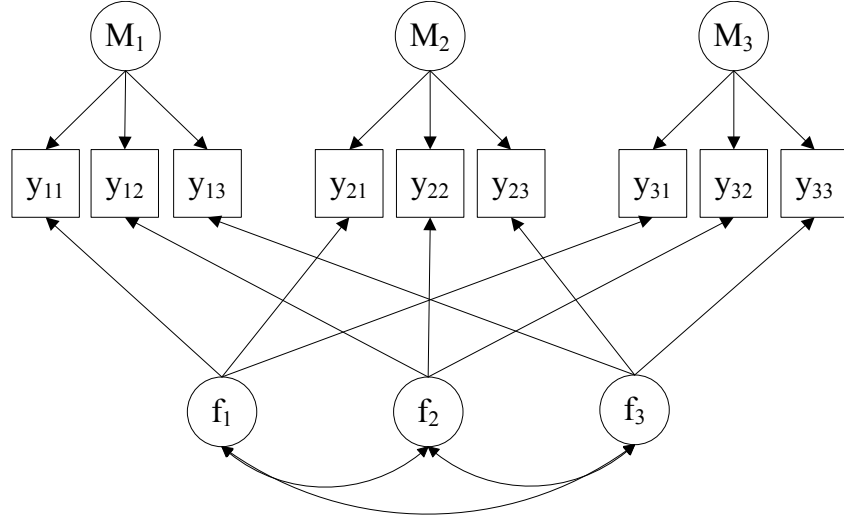 M₁ M₂ M₃
y₁₁ y₁₂ y₁₃ y₂₁ y₂₂ y₂₃ y₃₁ y₃₂ y₃₃
f₁ f₂ f₃